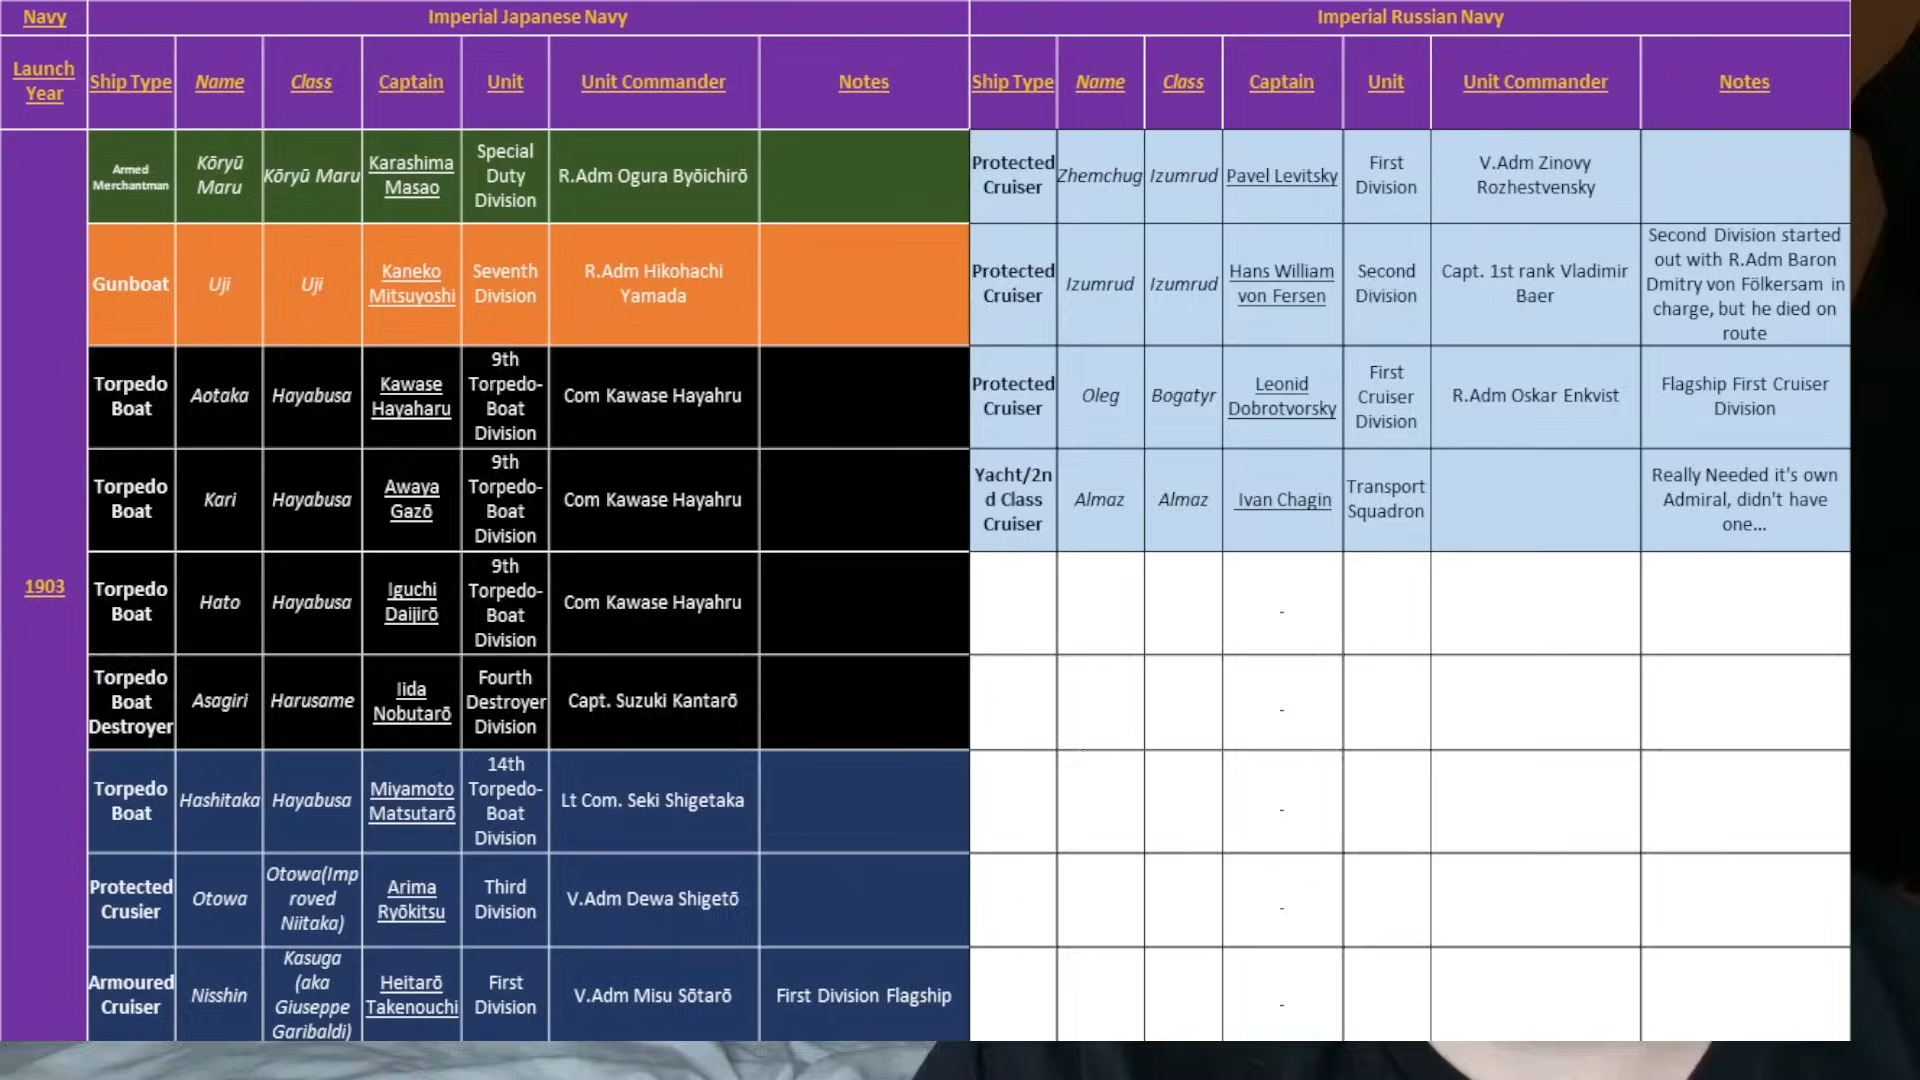 Navy
Imperial Japanese Navy
Imperial Russian Navy
Launch
Year
Ship Type
Name
Class
Captain
Unit
Unit Commander
Notes
Ship Type
Name
Class
Captain
Unit
Unit Commander
Notes
1903
Armed
Merchantman
Kōryū
Maru
Kōryū Maru
Karashima
Masao
Special
Duty
Division
R.Adm Ogura Byōichirō
Protected
Cruiser
Zhemchug
Izumrud
Pavel Levitsky
First
Division
V.Adm Zinovy
Rozhestvensky
Gunboat
Uji
Uji
Kaneko
Mitsuyoshi
Seventh
Division
R.Adm Hikohachi
Yamada
Protected
Cruiser
Izumrud
Izumrud
Hans William
von Fersen
Second
Division
Capt. 1st rank Vladimir
Baer
Second Division started
out with R.Adm Baron
Dmitry von Fölkersam in
charge, but he died on
route
Torpedo
Boat
Aotaka
Hayabusa
Kawase
Hayaharu
9th
Torpedo-
Boat
Division
Com Kawase Hayahru
Protected
Cruiser
Oleg
Bogatyr
Leonid
Dobrotvorsky
First
Cruiser
Division
R.Adm Oskar Enkvist
Flagship First Cruiser
Division
Torpedo
Boat
Kari
Hayabusa
Awaya
Gazō
9th
Torpedo-
Boat
Division
Com Kawase Hayahru
Yacht/2n
d Class
Cruiser
Almaz
Almaz
Ivan Chagin
Transport
Squadron
Really Needed it's own
Admiral, didn't have
one...
Torpedo
Boat
Hato
Hayabusa
Iguchi
Daijirō
9th
Torpedo-
Boat
Division
Com Kawase Hayahru
-
Torpedo
Boat
Destroyer
Asagiri
Harusame
Iida
Nobutarō
Fourth
Destroyer
Division
Capt. Suzuki Kantarō
-
Torpedo
Boat
Hashitaka
Hayabusa
Miyamoto
Matsutarō
14th
Torpedo-
Boat
Division
Lt Com. Seki Shigetaka
-
Protected
Crusier
Otowa
Otowa(Imp
roved
Niitaka)
Arima
Ryōkitsu
Third
Division
V.Adm Dewa Shigetō
-
Armoured
Cruiser
Nisshin
Kasuga
(aka
Giuseppe
Garibaldi)
Heitarō
Takenouchi
First
Division
V.Adm Misu Sōtarō
First Division Flagship
-